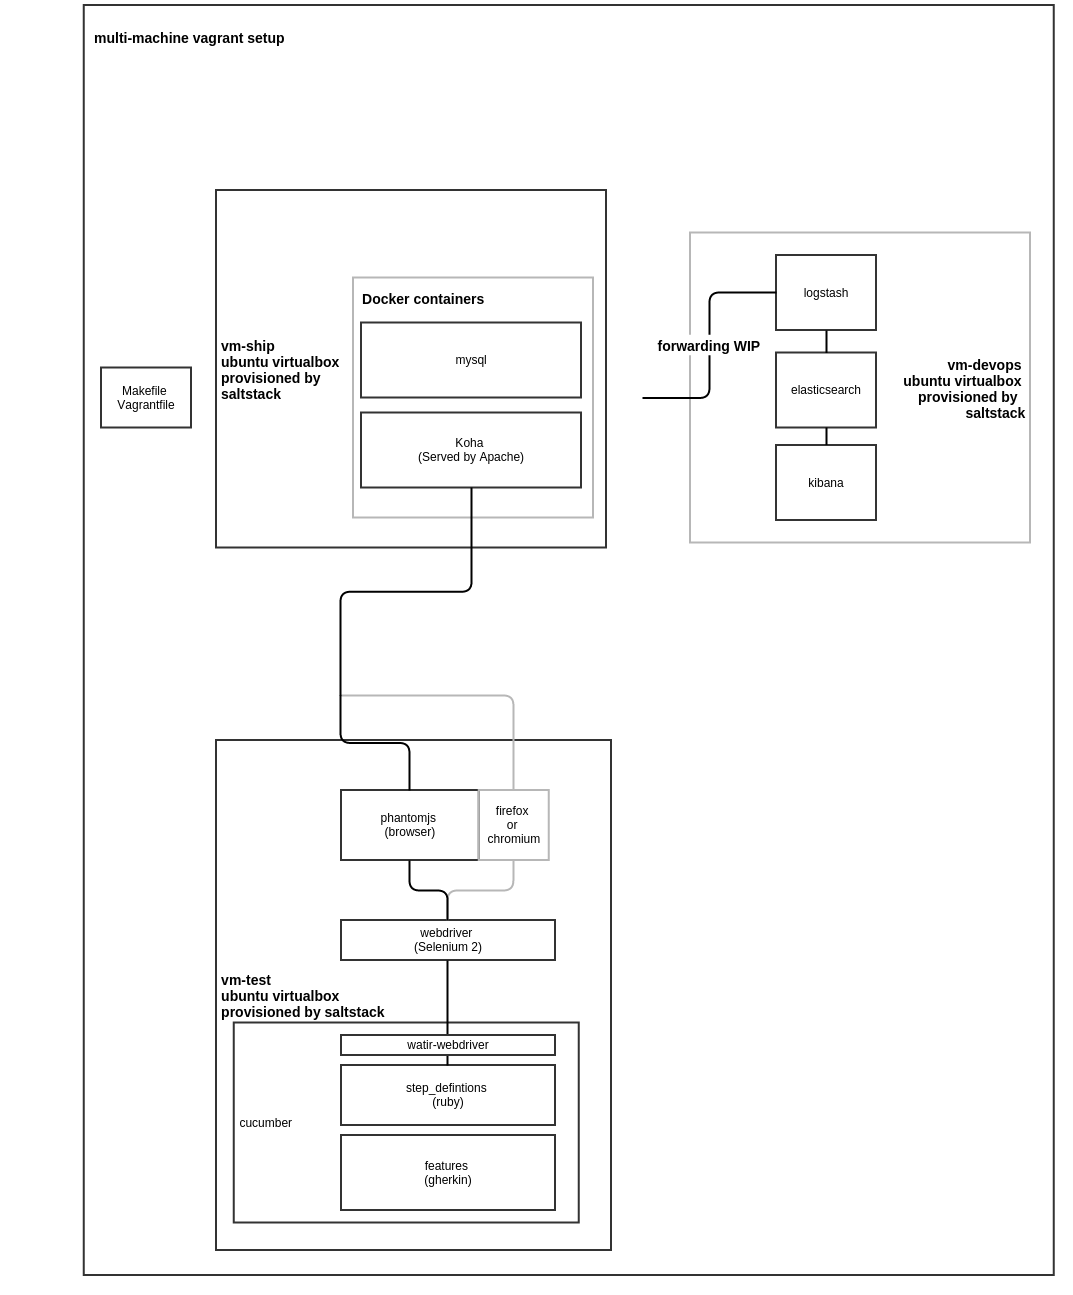 multi-machine vagrant setup
Docker containers
mysql
vm-ship
ubuntu virtualbox
provisioned by
saltstack
Koha
(Served by Apache)
Makefile
Vagrantfile
logstash
forwarding WIP
elasticsearch
kibana
vm-devops
ubuntu virtualbox
provisioned by
saltstack
phantomjs
(browser)
firefox
or
chromium
webdriver
(Selenium 2)
vm-test
ubuntu virtualbox
provisioned by saltstack
watir-webdriver
step_defintions
(ruby)
cucumber
features
(gherkin)